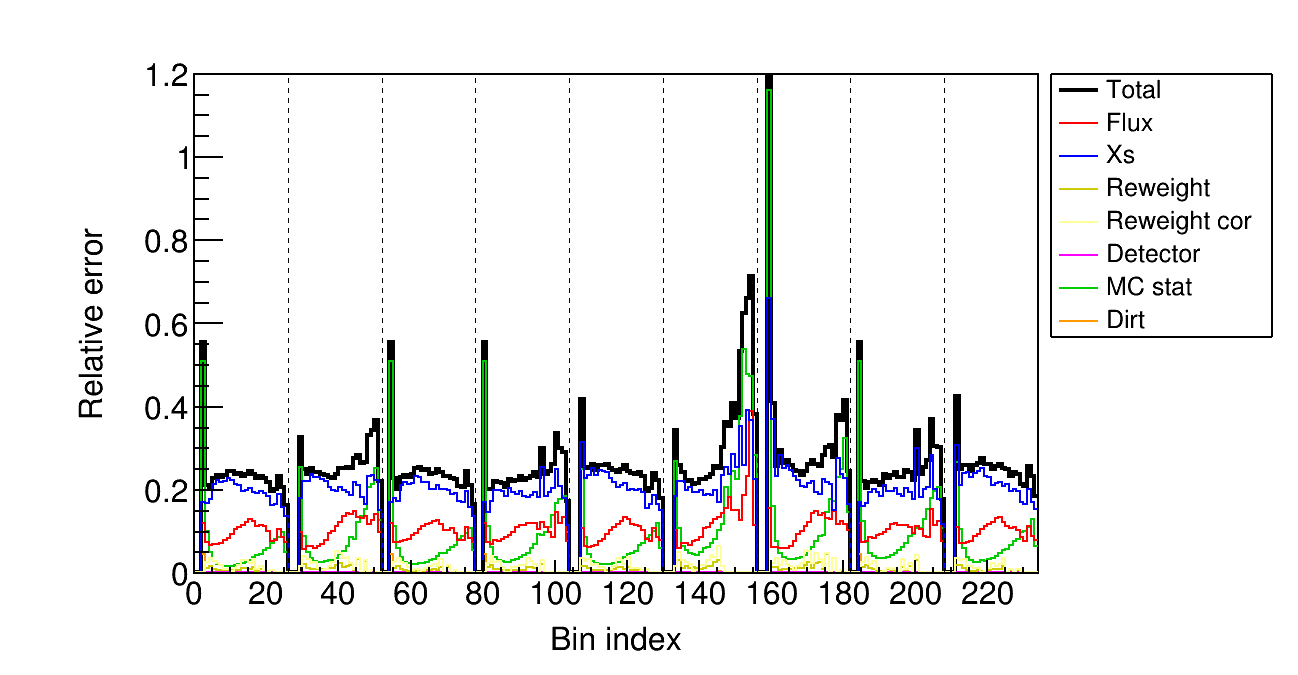 1.2
1
0.8
0.6
0.4
0.2
0
Relative error
0 20 40 60 80 100 120 140 160 180 200 220
Bin index
Total
Flux
Xs
Reweight
Reweight cor
Detector
MC stat
Dirt